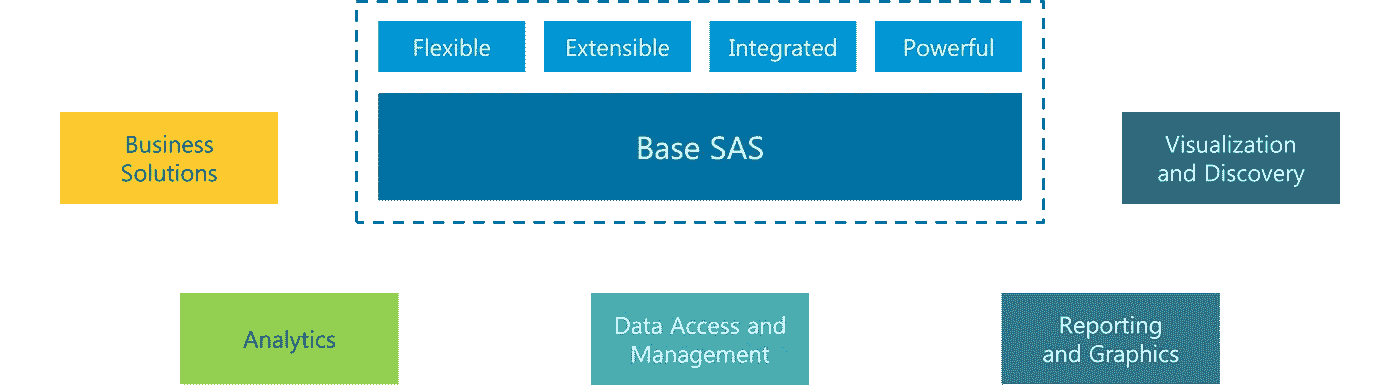 Flexible
Extensible
Integrated
Powerful
Base SAS
Business
Solutions
Visualization
and Discovery
Analytics
Data Access and
Management
Reporting
and Graphics